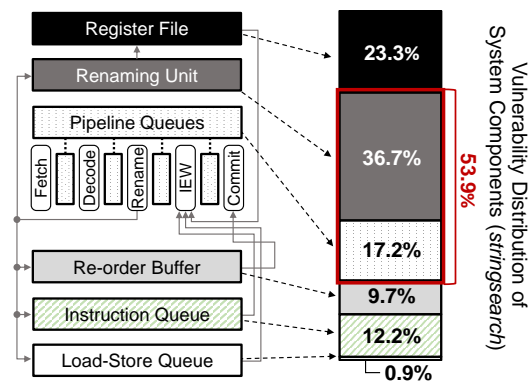 Register File
Renaming Unit
Pipeline Queues
Fetch
Decode
Rename
IEW
Commit
Re-order Buffer
Instruction Queue
Load-Store Queue
23.3%
36.7%
17.2%
9.7%
12.2%
0.9%
53.9%
Vulnerability Distribution of
System Components (stringsearch)